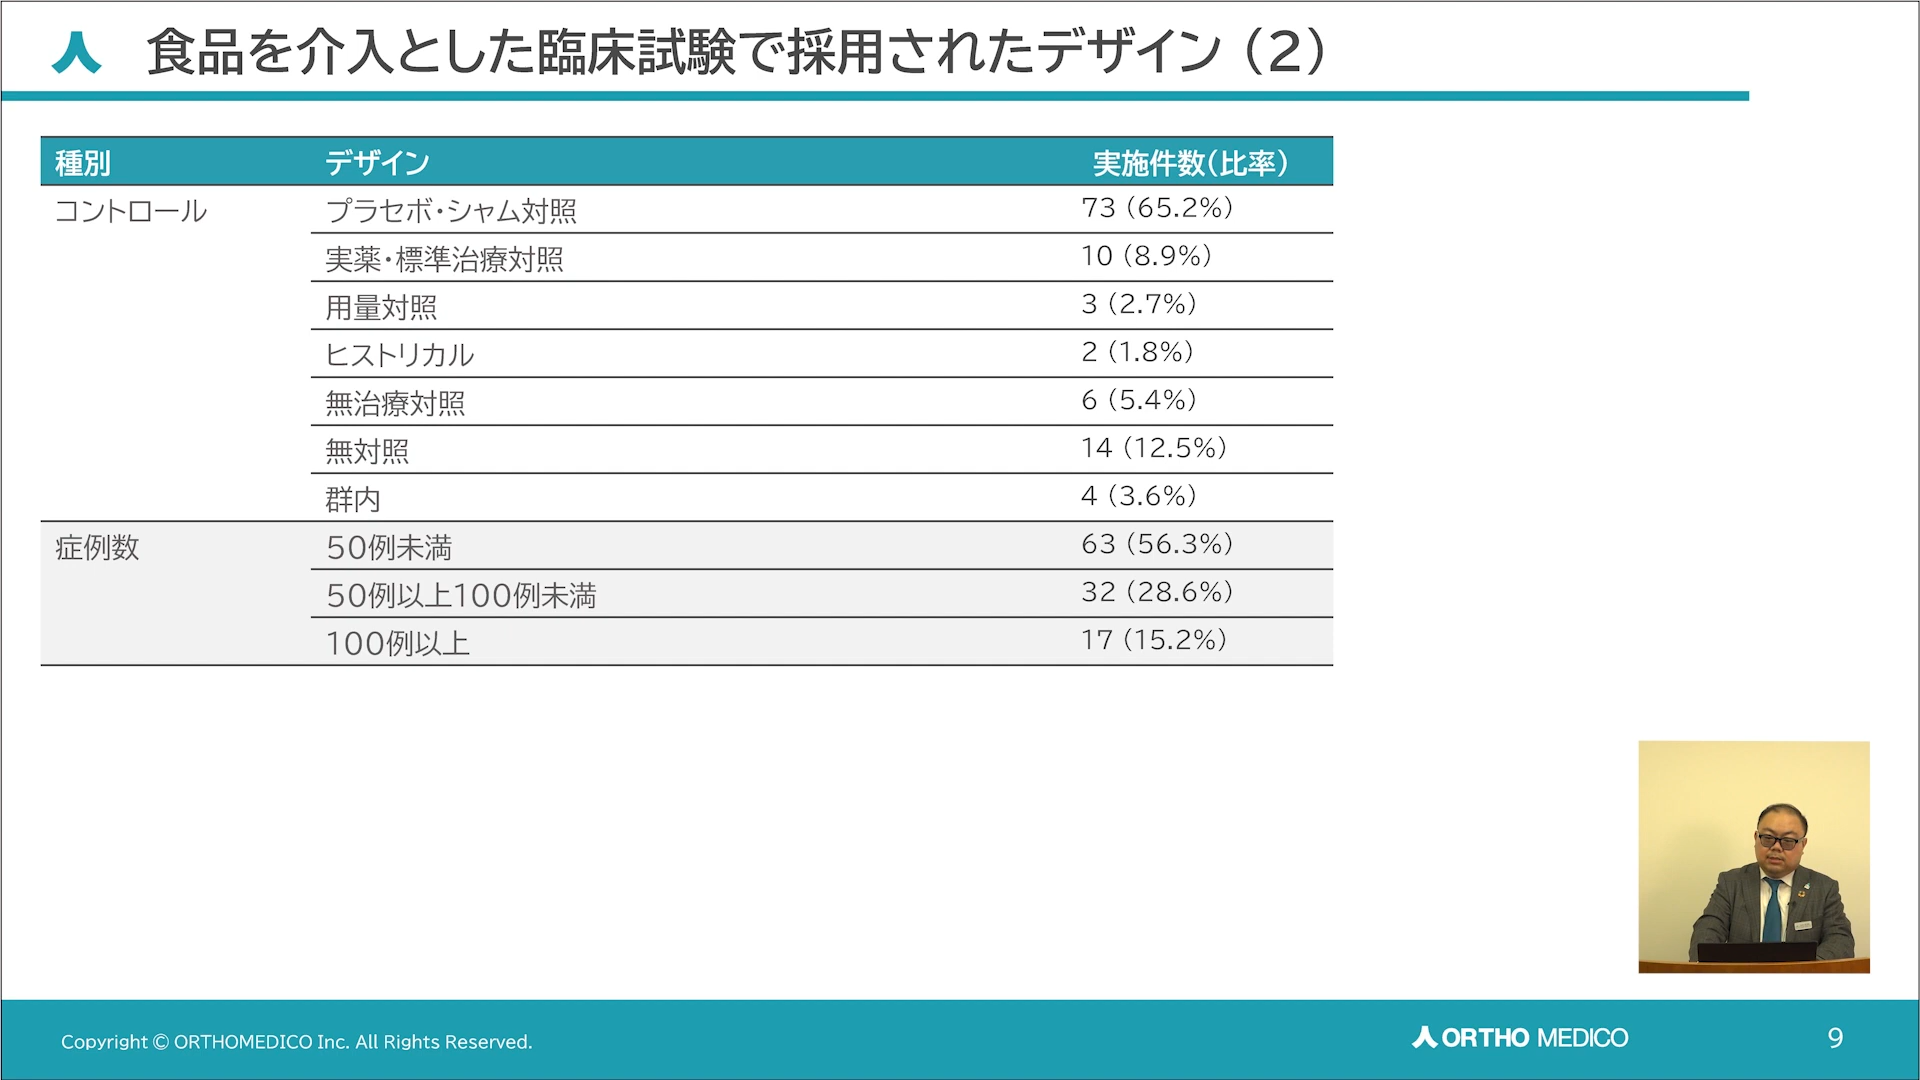 食品を介入とした臨床試験で採用されたデザイン（2）
種別 デザイン 実施件数（比率）
コントロール プラセボ・シャム対照 73（65.2%）
実薬・標準治療対照 10（8.9%）
用量対照 3（2.7%）
ヒストリカル 2（1.8%）
無治療対照 6（5.4%）
無対照 14（12.5%）
群内 4（3.6%）
症例数 50例未満 63（56.3%）
50例以上100例未満 32（28.6%）
100例以上 17（15.2%）
Copyright © ORTHOMEDICO Inc. All Rights Reserved.
ORTHO MEDICO
9